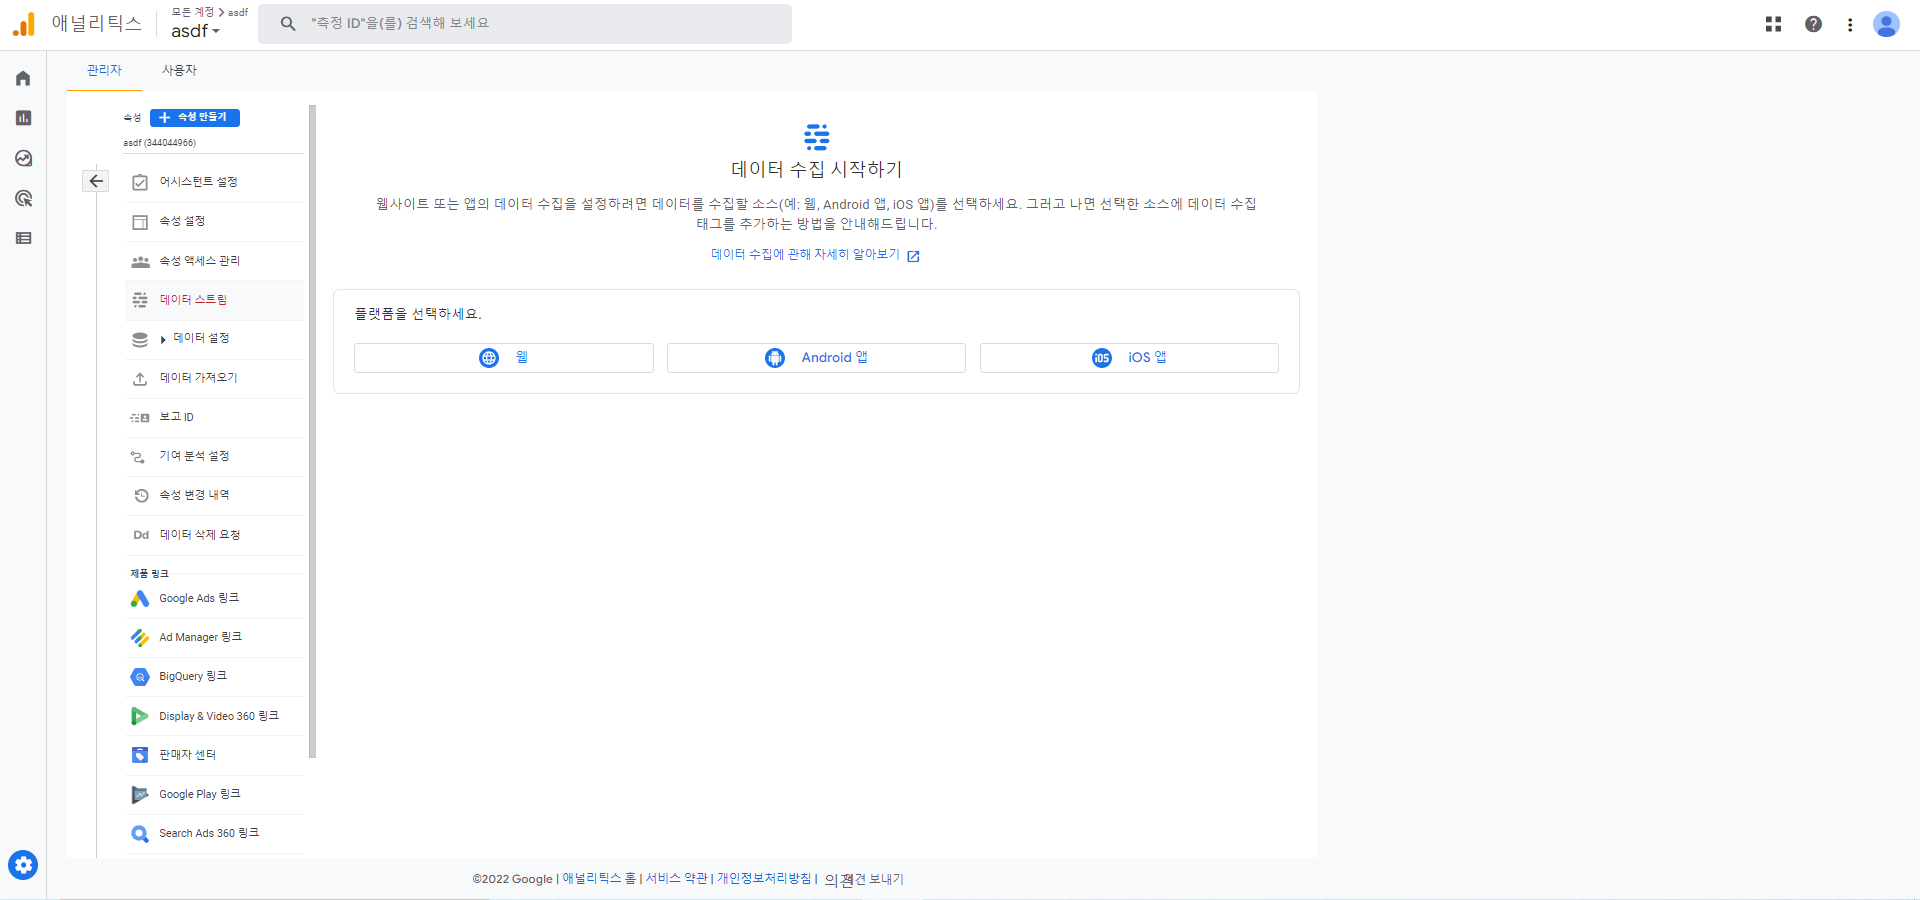 애널리틱스
모든 계정 > asdf
asdf
"측정 ID"을(를) 검색해 보세요
관리자
사용자
속성
+ 속성 만들기
asdf (344044966)
어시스턴트 설정
속성 설정
속성 액세스 관리
데이터 스트림
데이터 설정
데이터 가져오기
보고 ID
기여 분석 설정
속성 변경 내역
Dd 데이터 삭제 요청
제품 링크
Google Ads 링크
Ad Manager 링크
BigQuery 링크
Display & Video 360 링크
판매자 센터
Google Play 링크
Search Ads 360 링크
데이터 수집 시작하기
웹사이트 또는 앱의 데이터 수집을 설정하려면 데이터를 수집할 소스(예: 웹, Android 앱, iOS 앱)를 선택하세요. 그러고 나면 선택한 소스에 데이터 수집
태그를 추가하는 방법을 안내해드립니다.
데이터 수집에 관해 자세히 알아보기
플랫폼을 선택하세요.
웹
Android 앱
iOS iOS 앱
©2022 Google | 애널리틱스 홈 | 서비스 약관 | 개인정보처리방침 | 의견 의견 보내기